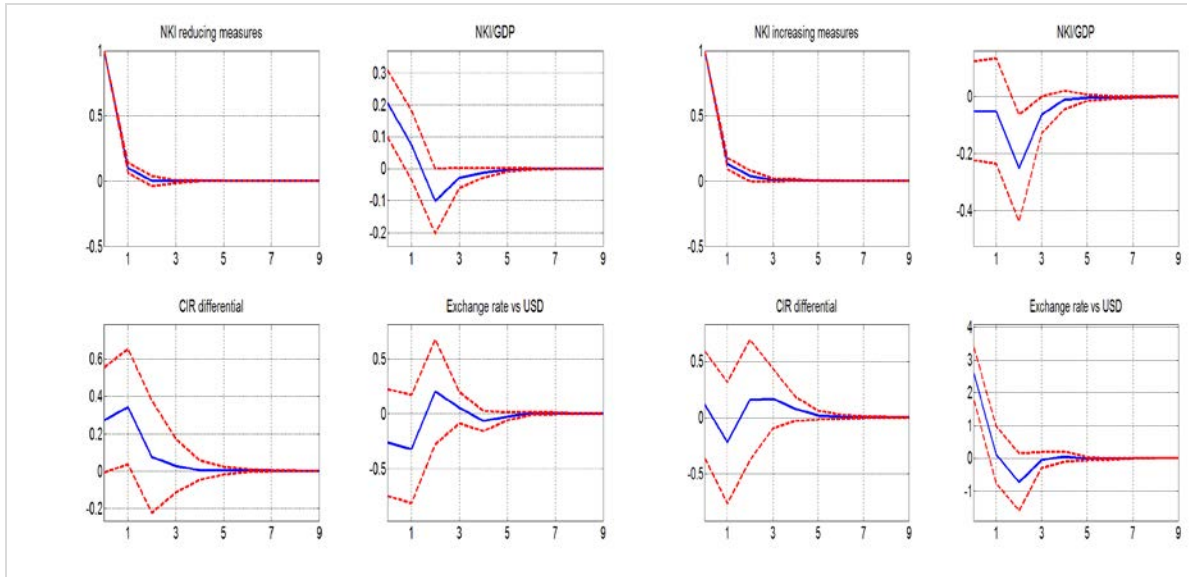 NKI reducing measures
1
0.5
0
-0.5
1 3 5 7 9
NKI/GDP
0.3
0.2
0.1
0
-0.1
-0.2
1 3 5 7 9
NKI increasing measures
1
0.5
0
-0.5
1 3 5 7 9
NKI/GDP
0
-0.2
-0.4
1 3 5 7 9
CIR differential
0.6
0.4
0.2
0
-0.2
1 3 5 7 9
Exchange rate vs USD
0.5
0
-0.5
1 3 5 7 9
CIR differential
0.5
0
-0.5
1 3 5 7 9
Exchange rate vs USD
4
3
2
1
0
-1
1 3 5 7 9